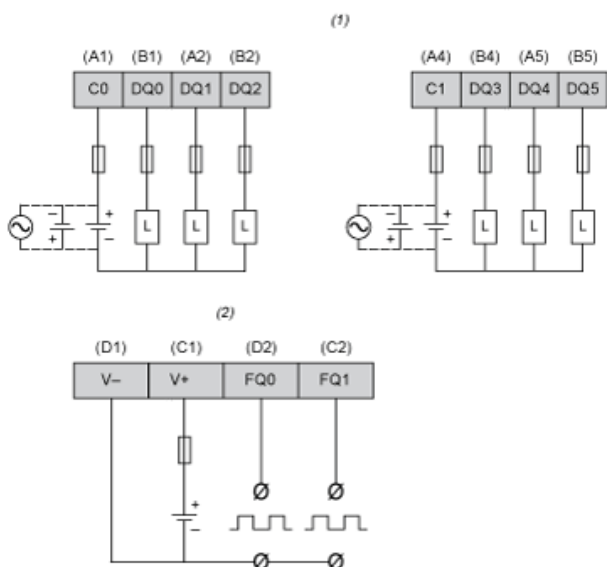 (1)
(A1) (B1) (A2) (B2)
C0 DQ0 DQ1 DQ2
+
−
−
+
L L L
(A4) (B4) (A5) (B5)
C1 DQ3 DQ4 DQ5
+
−
−
+
L L L
(2)
(D1) (C1) (D2) (C2)
V− V+ FQ0 FQ1
+
−